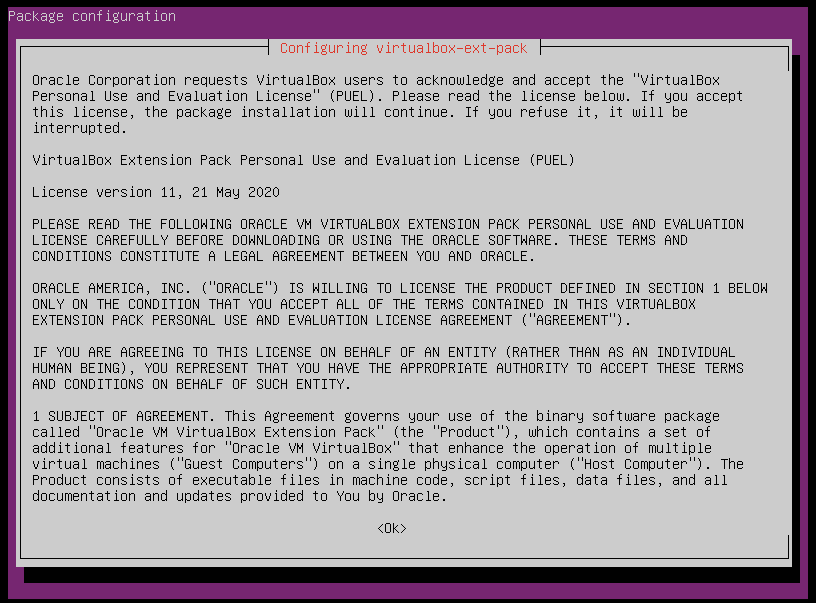 Package configuration
Configuring virtualbox-ext-pack
Oracle Corporation requests VirtualBox users to acknowledge and accept the "VirtualBox
Personal Use and Evaluation License" (PUEL). Please read the license below. If you accept
this license, the package installation will continue. If you refuse it, it will be
interrupted.
VirtualBox Extension Pack Personal Use and Evaluation License (PUEL)
License version 11, 21 May 2020
PLEASE READ THE FOLLOWING ORACLE VM VIRTUALBOX EXTENSION PACK PERSONAL USE AND EVALUATION
LICENSE CAREFULLY BEFORE DOWNLOADING OR USING THE ORACLE SOFTWARE. THESE TERMS AND
CONDITIONS CONSTITUTE A LEGAL AGREEMENT BETWEEN YOU AND ORACLE.
ORACLE AMERICA, INC. ("ORACLE") IS WILLING TO LICENSE THE PRODUCT DEFINED IN SECTION 1 BELOW
ONLY ON THE CONDITION THAT YOU ACCEPT ALL OF THE TERMS CONTAINED IN THIS VIRTUALBOX
EXTENSION PACK PERSONAL USE AND EVALUATION LICENSE AGREEMENT ("AGREEMENT").
IF YOU ARE AGREEING TO THIS LICENSE ON BEHALF OF AN ENTITY (RATHER THAN AS AN INDIVIDUAL
HUMAN BEING), YOU REPRESENT THAT YOU HAVE THE APPROPRIATE AUTHORITY TO ACCEPT THESE TERMS
AND CONDITIONS ON BEHALF OF SUCH ENTITY.
1 SUBJECT OF AGREEMENT. This Agreement governs your use of the binary software package
called "Oracle VM VirtualBox Extension Pack" (the "Product"), which contains a set of
additional features for "Oracle VM VirtualBox" that enhance the operation of multiple
virtual machines ("Guest Computers") on a single physical computer ("Host Computer"). The
Product consists of executable files in machine code, script files, data files, and all
documentation and updates provided to You by Oracle.
<Ok>